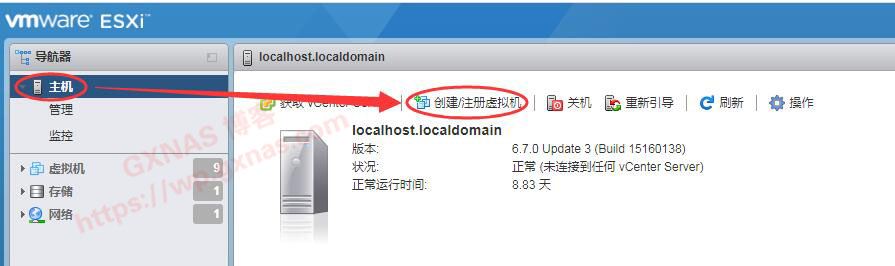 vmware ESXi™
导航器
主机
管理
监控
虚拟机 9
存储 1
网络 1
localhost.localdomain
获取 vCenter Ser
创建/注册虚拟机
关机
重新引导
刷新
操作
localhost.localdomain
版本: 6.7.0 Update 3 (Build 15160138)
状况: 正常 (未连接到任何 vCenter Server)
正常运行时间: 8.83 天
GXNAS 博客
https://wp.gxnas.com